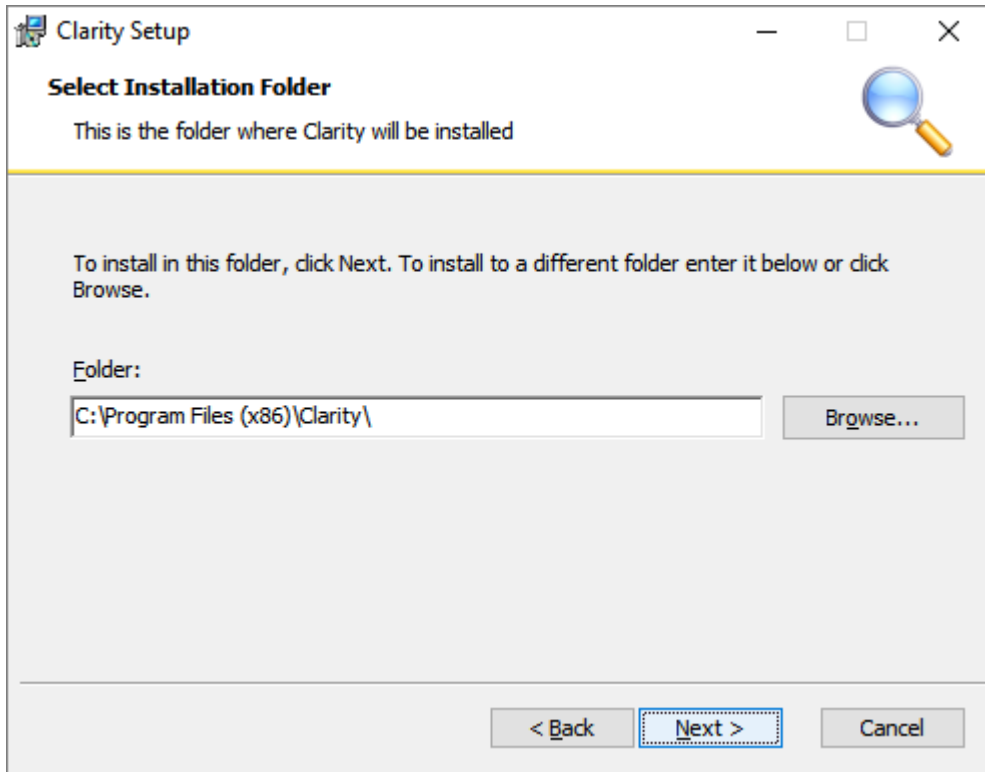 Clarity Setup
Select Installation Folder
This is the folder where Clarity will be installed
To install in this folder, click Next. To install to a different folder enter it below or click
Browse.
Folder:
C:\Program Files (x86)\Clarity\
Browse...
< Back
Next >
Cancel